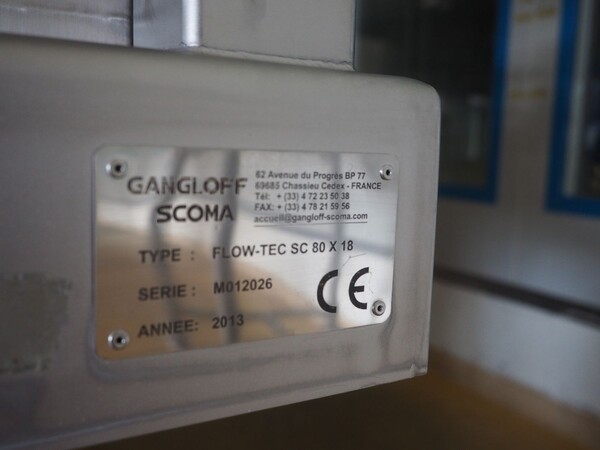 GANGLOFF
SCOMA
62 Avenue du Progrès BP 77
69685 Chassieu Cedex - FRANCE
Tél: + (33) 4 72 23 50 38
FAX: + (33) 4 78 21 59 56
accueil@gangloff-scoma.com
TYPE : FLOW-TEC SC 80 X 18
SERIE : M012026
ANNEE: 2013
CE